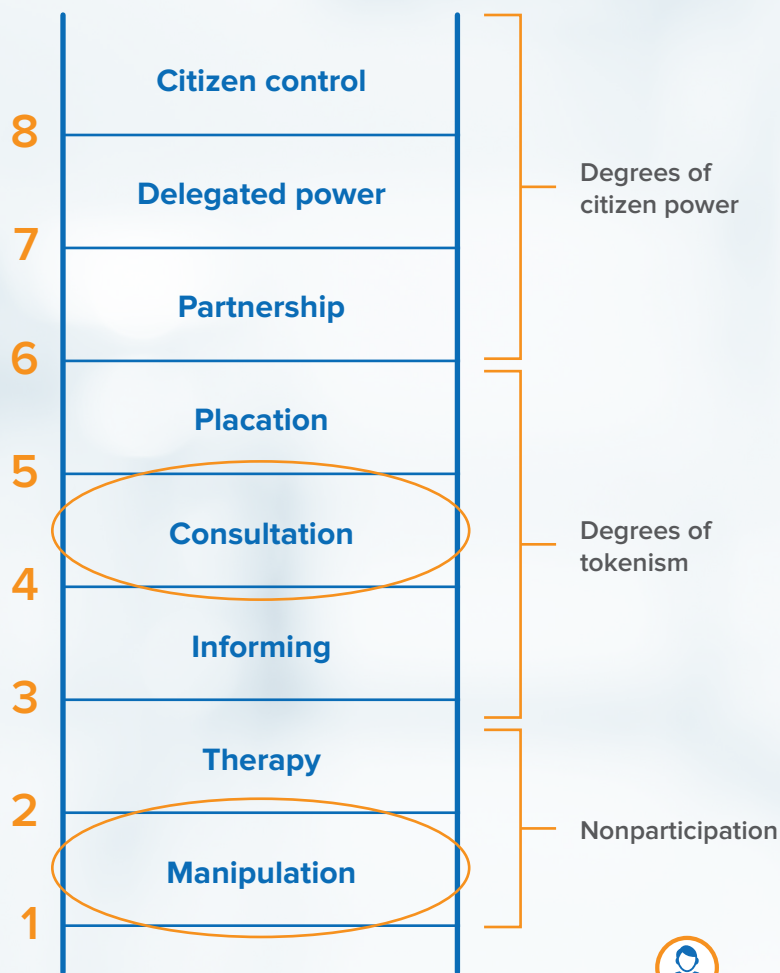 Citizen control
8
Delegated power
Degrees of
citizen power
7
Partnership
6
Placation
5
Consultation
Degrees of
tokenism
4
Informing
3
Therapy
2
Nonparticipation
Manipulation
1